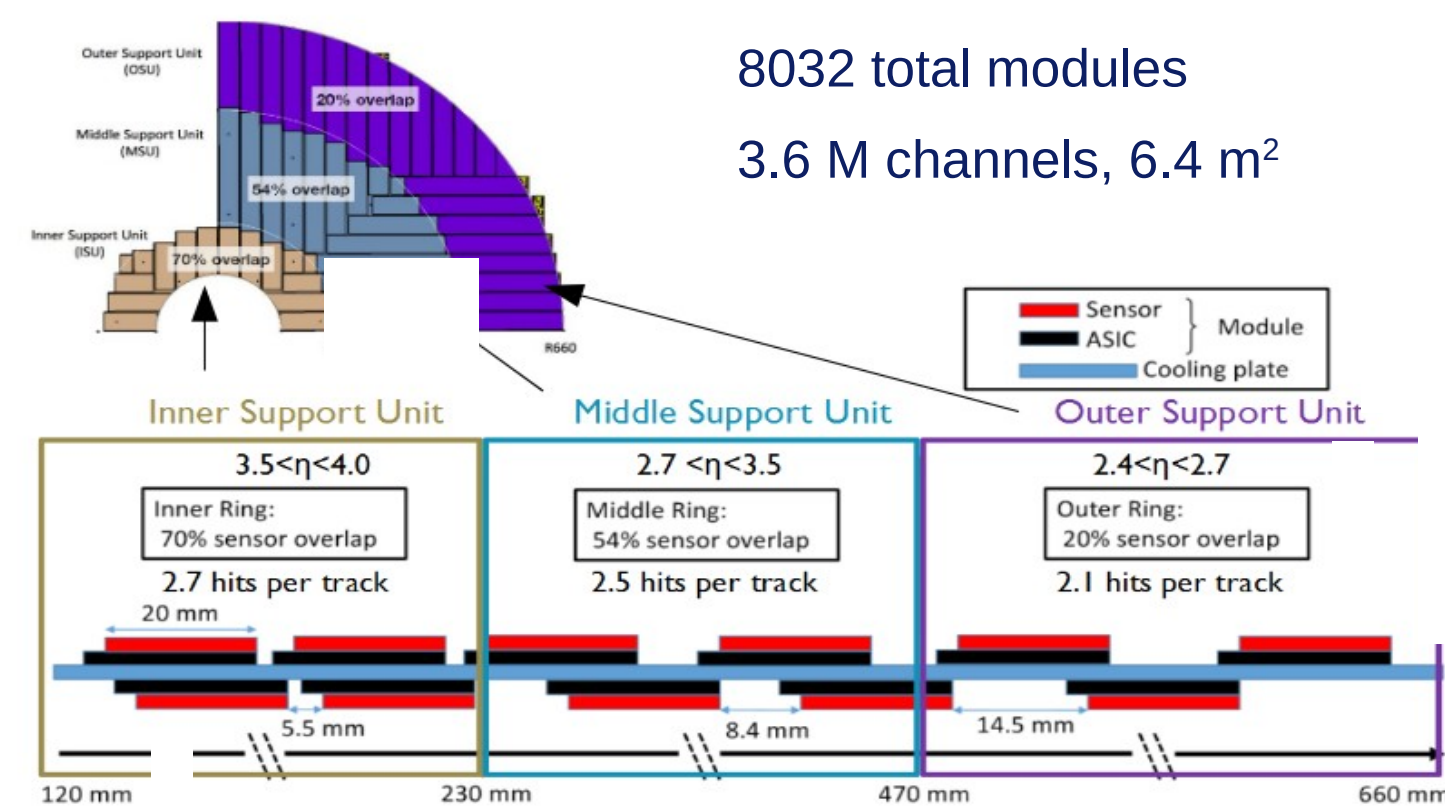 Outer Support Unit
(OSU)
20% overlap
Middle Support Unit
(MSU)
54% overlap
Inner Support Unit
(ISU)
70% overlap
R660
8032 total modules
3.6 M channels, 6.4 m²
Sensor
ASIC
Module
Cooling plate
Inner Support Unit
Middle Support Unit
Outer Support Unit
3.5<η<4.0
2.7 <η<3.5
2.4<η<2.7
Inner Ring:
70% sensor overlap
Middle Ring:
54% sensor overlap
Outer Ring:
20% sensor overlap
2.7 hits per track
2.5 hits per track
2.1 hits per track
20 mm
5.5 mm
8.4 mm
14.5 mm
120 mm
230 mm
470 mm
660 mm